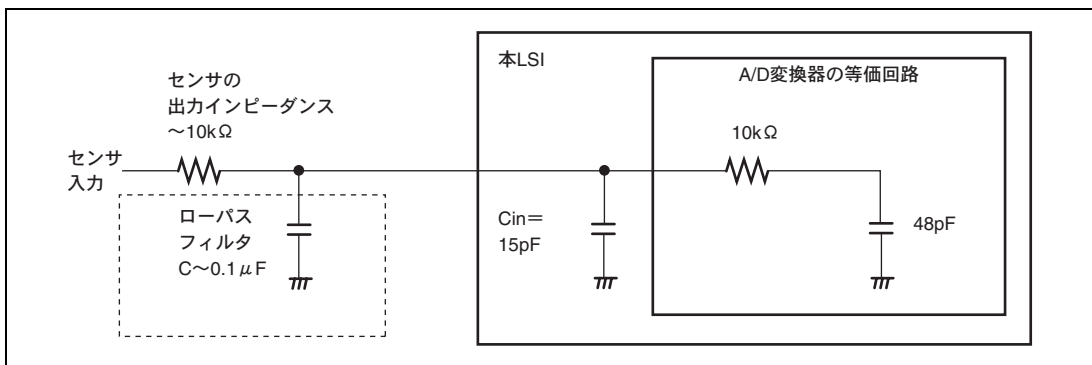 本LSI
A/D変換器の等価回路
センサの
出力インピーダンス
～10kΩ
10kΩ
センサ
入力
ローパス
フィルタ
C～0.1μF
Cin＝
15pF
48pF